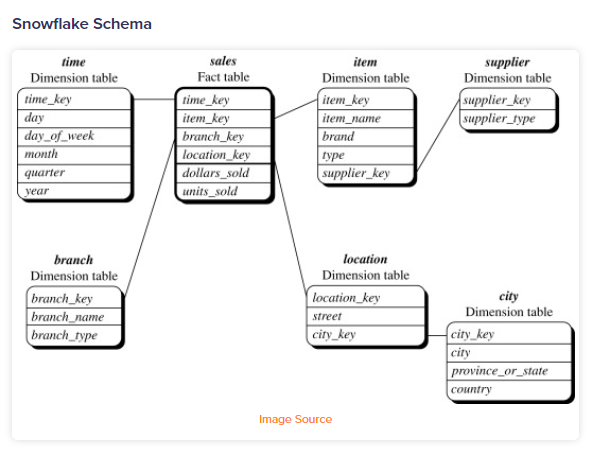 Snowflake Schema
time
Dimension table
time_key
day
day_of_week
month
quarter
year
sales
Fact table
time_key
item_key
branch_key
location_key
dollars_sold
units_sold
item
Dimension table
item_key
item_name
brand
type
supplier_key
supplier
Dimension table
supplier_key
supplier_type
branch
Dimension table
branch_key
branch_name
branch_type
location
Dimension table
location_key
street
city_key
city
Dimension table
city_key
city
province_or_state
country
Image Source